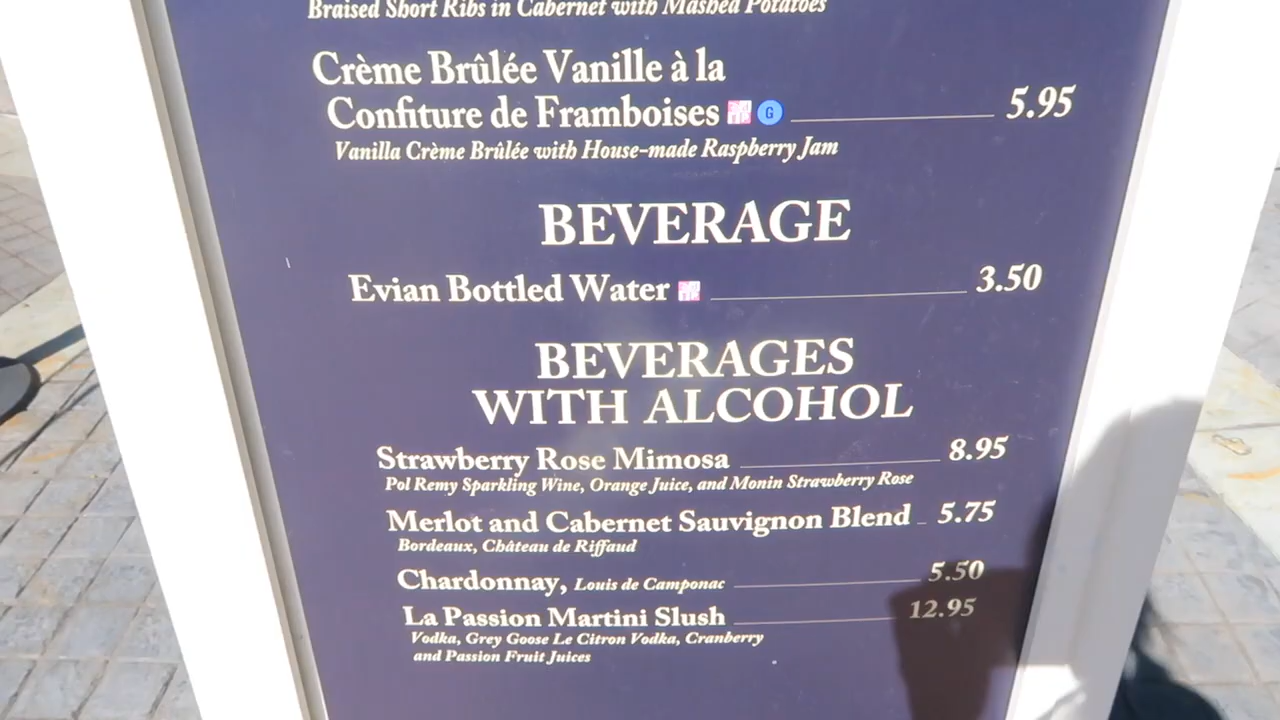 Braised Short Ribs in Cabernet with Mashed Potatoes
Crème Brûlée Vanille à la
Confiture de Framboises G 5.95
Vanilla Crème Brûlée with House-made Raspberry Jam
BEVERAGE
Evian Bottled Water 3.50
BEVERAGES
WITH ALCOHOL
Strawberry Rose Mimosa 8.95
Pol Remy Sparkling Wine, Orange Juice, and Monin Strawberry Rose
Merlot and Cabernet Sauvignon Blend 5.75
Bordeaux, Château de Riffaud
Chardonnay, Louis de Camponac 5.50
La Passion Martini Slush 12.95
Vodka, Grey Goose Le Citron Vodka, Cranberry
and Passion Fruit Juices